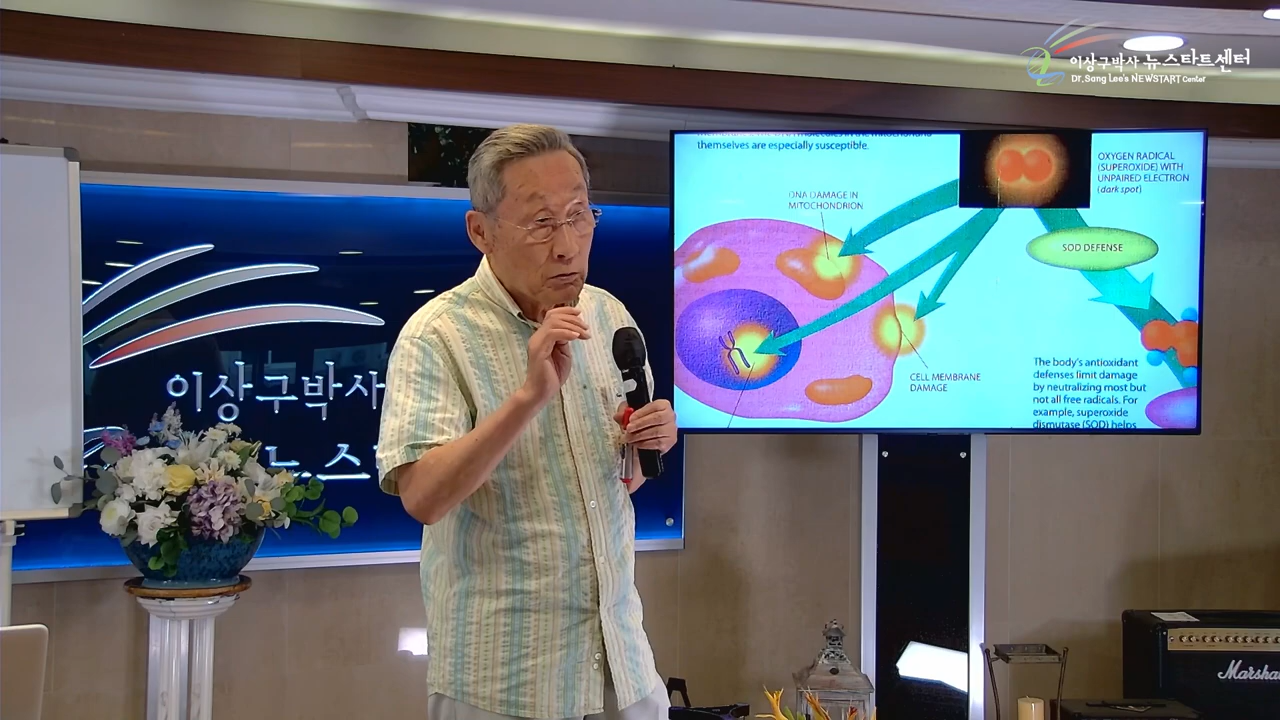 이상구박사 뉴스타트센터
Dr. Sang Lee's NEWSTART Center
themselves are especially susceptible.
OXYGEN RADICAL
(SUPEROXIDE) WITH
UNPAIRED ELECTRON
(dark spot)
DNA DAMAGE IN
MITOCHONDRION
SOD DEFENSE
CELL MEMBRANE
DAMAGE
The body's antioxidant
defenses limit damage
by neutralizing most but
not all free radicals. For
example, superoxide
dismutase (SOD) helps
이상구박사
뉴스
Marsha